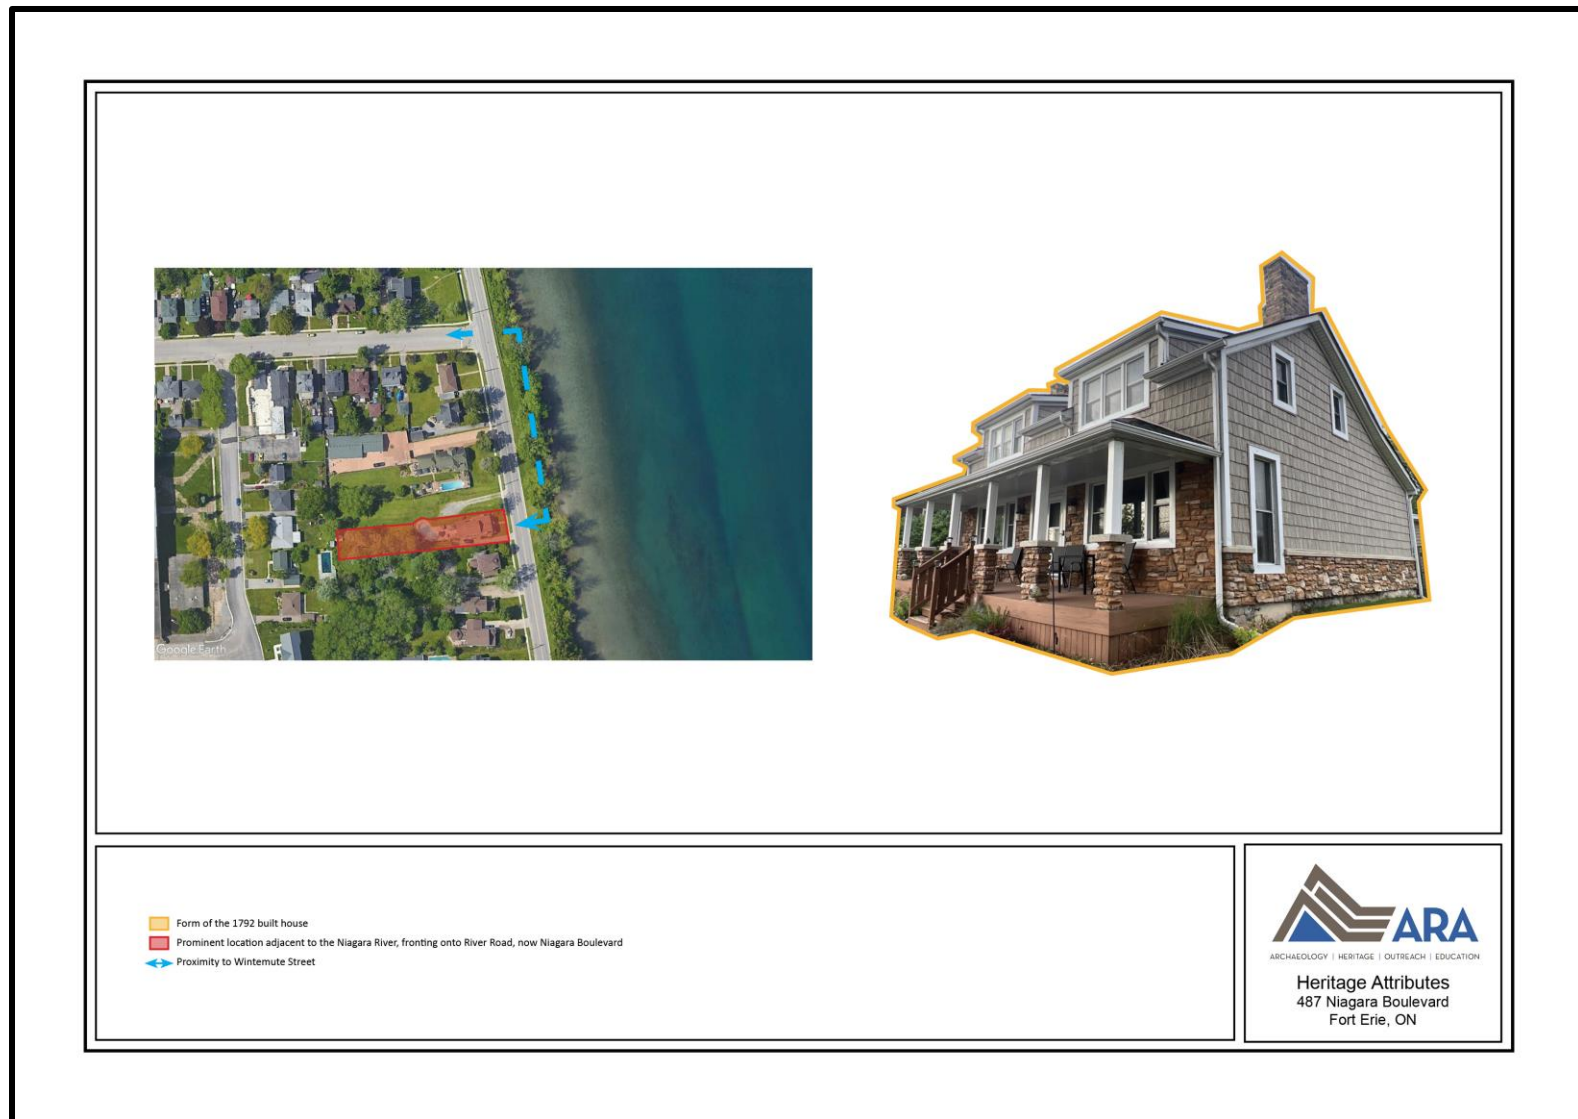 Google Earth
Form of the 1792 built house
Prominent location adjacent to the Niagara River, fronting onto River Road, now Niagara Boulevard
Proximity to Wintemute Street
ARA
ARCHAEOLOGY | HERITAGE | OUTREACH | EDUCATION
Heritage Attributes
487 Niagara Boulevard
Fort Erie, ON